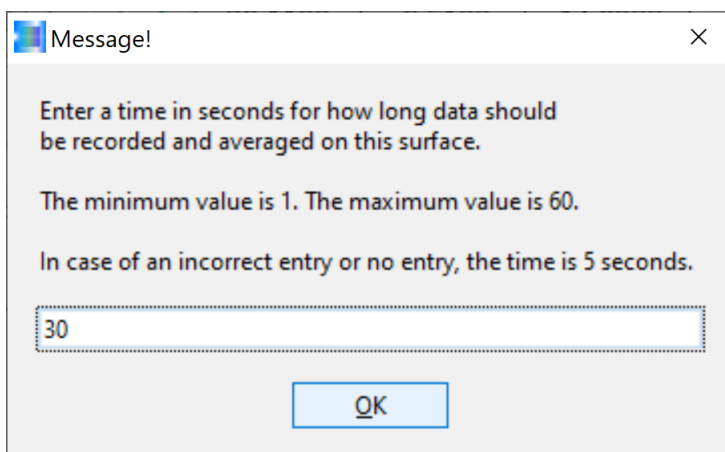 Message!
Enter a time in seconds for how long data should
be recorded and averaged on this surface.
The minimum value is 1. The maximum value is 60.
In case of an incorrect entry or no entry, the time is 5 seconds.
30
OK